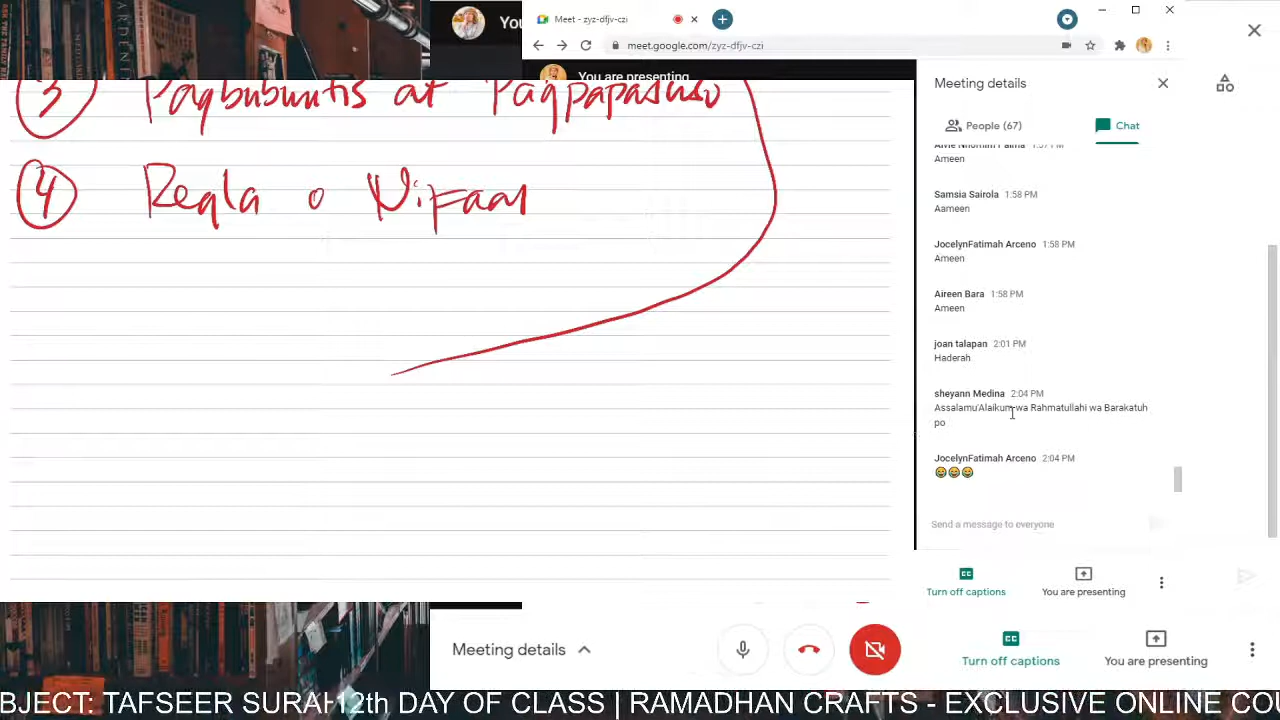 You
Meet - zyz-dfjv-czi
meet.google.com/zyz-dfjv-czi
You are presenting
3 Pagbubuntis at Pagpapasuso
4 Regla o Nifaas
Meeting details
People (67)
Chat
1:57 PM
Ameen
Samsia Sairola 1:58 PM
Aameen
JocelynFatimah Arceno 1:58 PM
Ameen
Aireen Bara 1:58 PM
Ameen
joan talapan 2:01 PM
Haderah
sheyann Medina 2:04 PM
Assalamu'Alaikum wa Rahmatullahi wa Barakatuh
po
JocelynFatimah Arceno 2:04 PM
😂😂😂
Send a message to everyone
Turn off captions
You are presenting
Meeting details
Turn off captions
You are presenting
BJECT: TAFSEER SURAH 12th DAY OF CLASS | RAMADHAN CRAFTS - EXCLUSIVE ONLINE COU